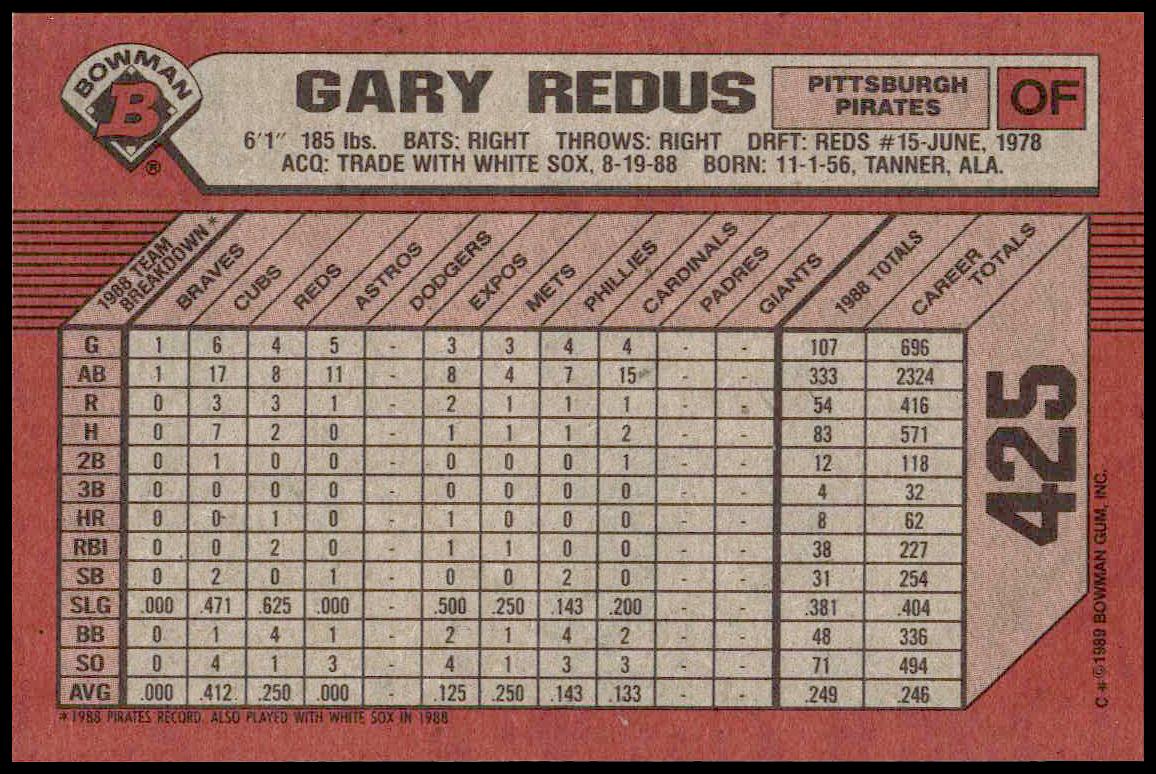 BOWMAN
B
®
GARY REDUS
PITTSBURGH
PIRATES
OF
6'1" 185 lbs. BATS: RIGHT THROWS: RIGHT DRFT: REDS #15-JUNE, 1978
ACQ: TRADE WITH WHITE SOX, 8-19-88 BORN: 11-1-56, TANNER, ALA.
1988 TEAM BREAKDOWN* BRAVES CUBS REDS ASTROS DODGERS EXPOS METS PHILLIES CARDINALS PADRES GIANTS 1988 TOTALS CAREER TOTALS
G 1 6 4 5 - 3 3 4 4 - - 107 696
AB 1 17 8 11 - 8 4 7 15 - - 333 2324
R 0 3 3 1 - 2 1 1 1 - - 54 416
H 0 7 2 0 - 1 1 1 2 - - 83 571
2B 0 1 0 0 - 0 0 0 1 - - 12 118
3B 0 0 0 0 - 0 0 0 0 - - 4 32
HR 0 0 1 0 - 1 0 0 0 - - 8 62
RBI 0 0 2 0 - 1 1 0 0 - - 38 227
SB 0 2 0 1 - 0 0 2 0 - - 31 254
SLG .000 .471 .625 .000 - .500 .250 .143 .200 - - .381 .404
BB 0 1 4 1 - 2 1 4 2 - - 48 336
SO 0 4 1 3 - 4 1 3 3 - - 71 494
AVG .000 .412 .250 .000 - .125 .250 .143 .133 - - .249 .246
* 1988 PIRATES RECORD. ALSO PLAYED WITH WHITE SOX IN 1988
425
C *©1989 BOWMAN GUM, INC.